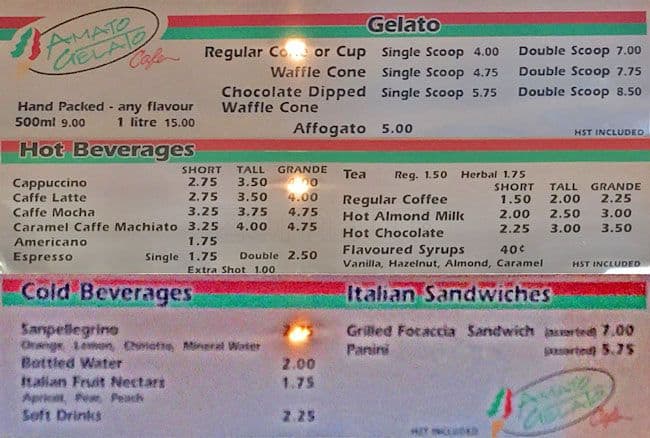 AMATO
GELATO
Cafe
Gelato
Regular or Cup Single Scoop 4.00 Double Scoop 7.00
Waffle Cone Single Scoop 4.75 Double Scoop 7.75
Chocolate Dipped Single Scoop 5.75 Double Scoop 8.50
Waffle Cone
Hand Packed - any flavour
500ml 9.00 1 litre 15.00
Affogato 5.00
HST INCLUDED
Hot Beverages
SHORT TALL GRANDE
Cappuccino 2.75 3.50
Caffe Latte 2.75 3.50 4.00
Caffe Mocha 3.25 3.75 4.75
Caramel Caffe Machiato 3.25 4.00 4.75
Americano 1.75
Espresso Single 1.75 Double 2.50
Extra Shot 1.00
Tea Reg. 1.50 Herbal 1.75
SHORT TALL GRANDE
Regular Coffee 1.50 2.00 2.25
Hot Almond Milk 2.00 2.50 3.00
Hot Chocolate 2.25 3.00 3.50
Flavoured Syrups 40¢
Vanilla, Hazelnut, Almond, Caramel
HST INCLUDED
Cold Beverages
Sanpellegrino
Orange, Lemon, Chinotto, Mineral Water
Bottled Water 2.00
Italian Fruit Nectars 1.75
Apricot, Pear, Peach
Soft Drinks 2.25
HST INCLUDED
Italian Sandwiches
Grilled Focaccia Sandwich (assorted) 7.00
Panini (assorted) 5.75
AMATO
GELATO
Cafe